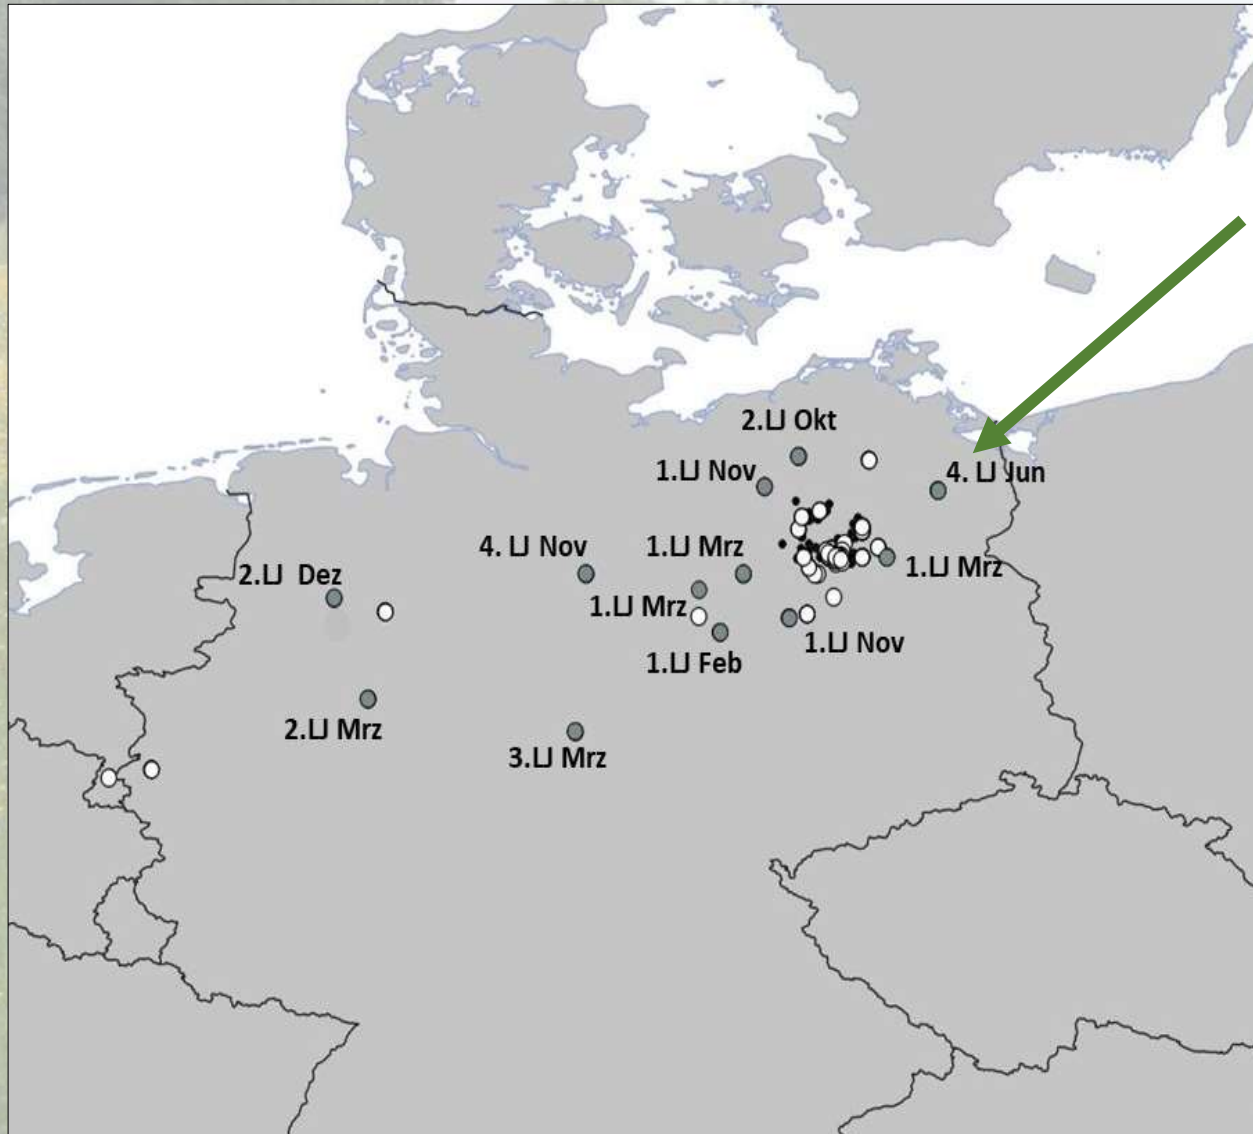 2.LJ Okt
1.LJ Nov
4. LJ Jun
4. LJ Nov
1.LJ Mrz
1.LJ Mrz
2.LJ Dez
1.LJ Mrz
1.LJ Nov
1.LJ Feb
2.LJ Mrz
3.LJ Mrz